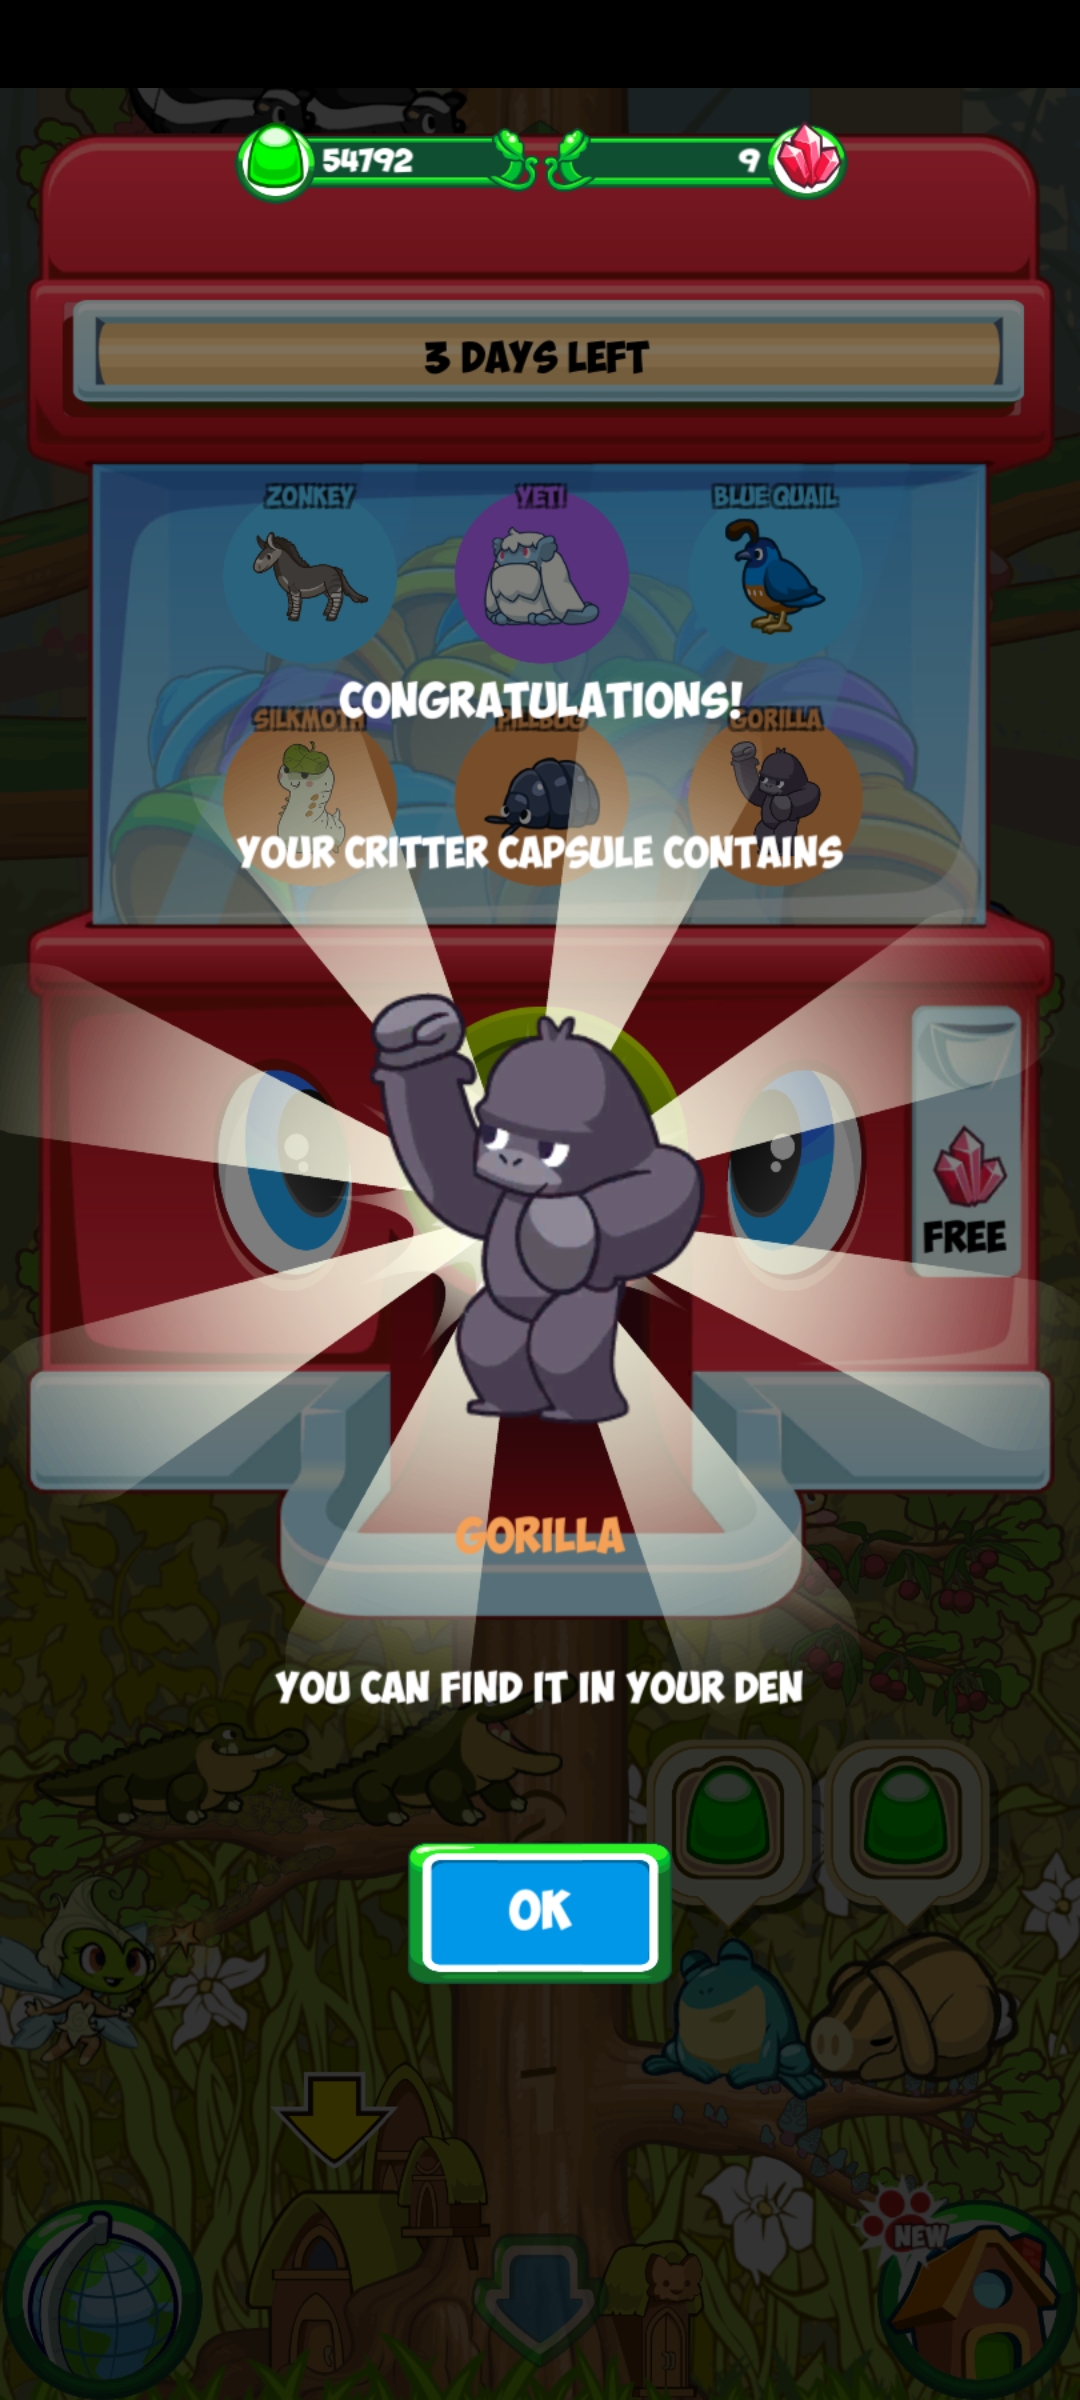 54792
9
3 DAYS LEFT
ZONKEY
YETI
BLUE QUAIL
CONGRATULATIONS!
SILKMOTH
PILLBUG
GORILLA
YOUR CRITTER CAPSULE CONTAINS
FREE
GORILLA
YOU CAN FIND IT IN YOUR DEN
OK
NEW